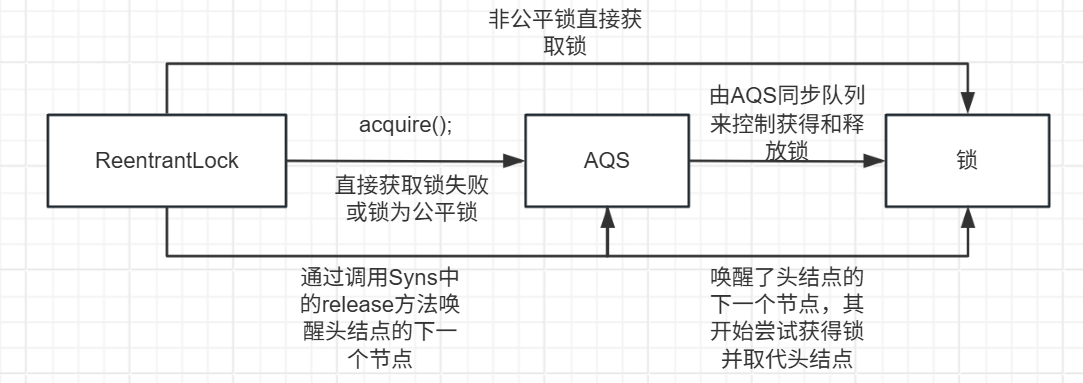 非公平锁直接获
取锁
ReentrantLock
acquire();
直接获取锁失败
或锁为公平锁
AQS
由AQS同步队列
来控制获得和释
放锁
锁
通过调用Syns中
的release方法唤
醒头结点的下一
个节点
唤醒了头结点的
下一个节点，其
开始尝试获得锁
并取代头结点